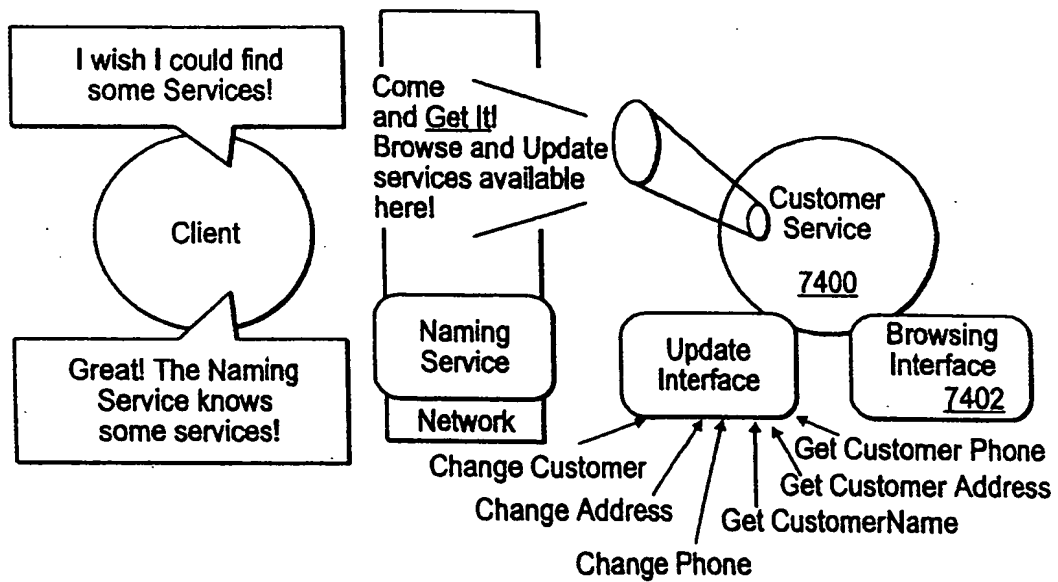 I wish I could find
some Services!
Client
Great! The Naming
Service knows
some services!
Come
and Get It!
Browse and Update
services available
here!
Naming
Service
Network
Customer
Service
7400
Update
Interface
Browsing
Interface
7402
Change Customer
Change Address
Change Phone
Get CustomerName
Get Customer Address
Get Customer Phone